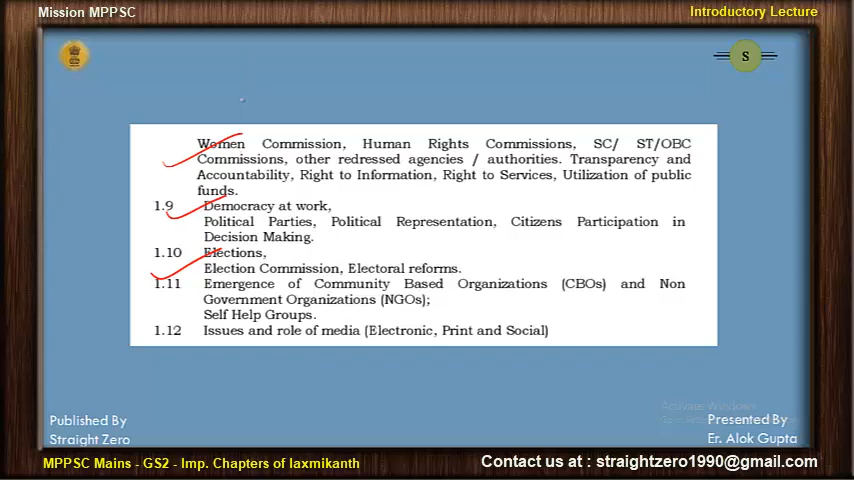 Mission MPPSC
Introductory Lecture
S
Women Commission, Human Rights Commissions, SC/ ST/OBC
Commissions, other redressed agencies / authorities. Transparency and
Accountability, Right to Information, Right to Services, Utilization of public
funds.
1.9 Democracy at work,
Political Parties, Political Representation, Citizens Participation in
Decision Making.
1.10 Elections,
Election Commission, Electoral reforms.
1.11 Emergence of Community Based Organizations (CBOs) and Non
Government Organizations (NGOs);
Self Help Groups.
1.12 Issues and role of media (Electronic, Print and Social)
Activate Windows
Published By
Straight Zero
Presented By
Er. Alok Gupta
MPPSC Mains - GS2 - Imp. Chapters of laxmikanth
Contact us at : straightzero1990@gmail.com